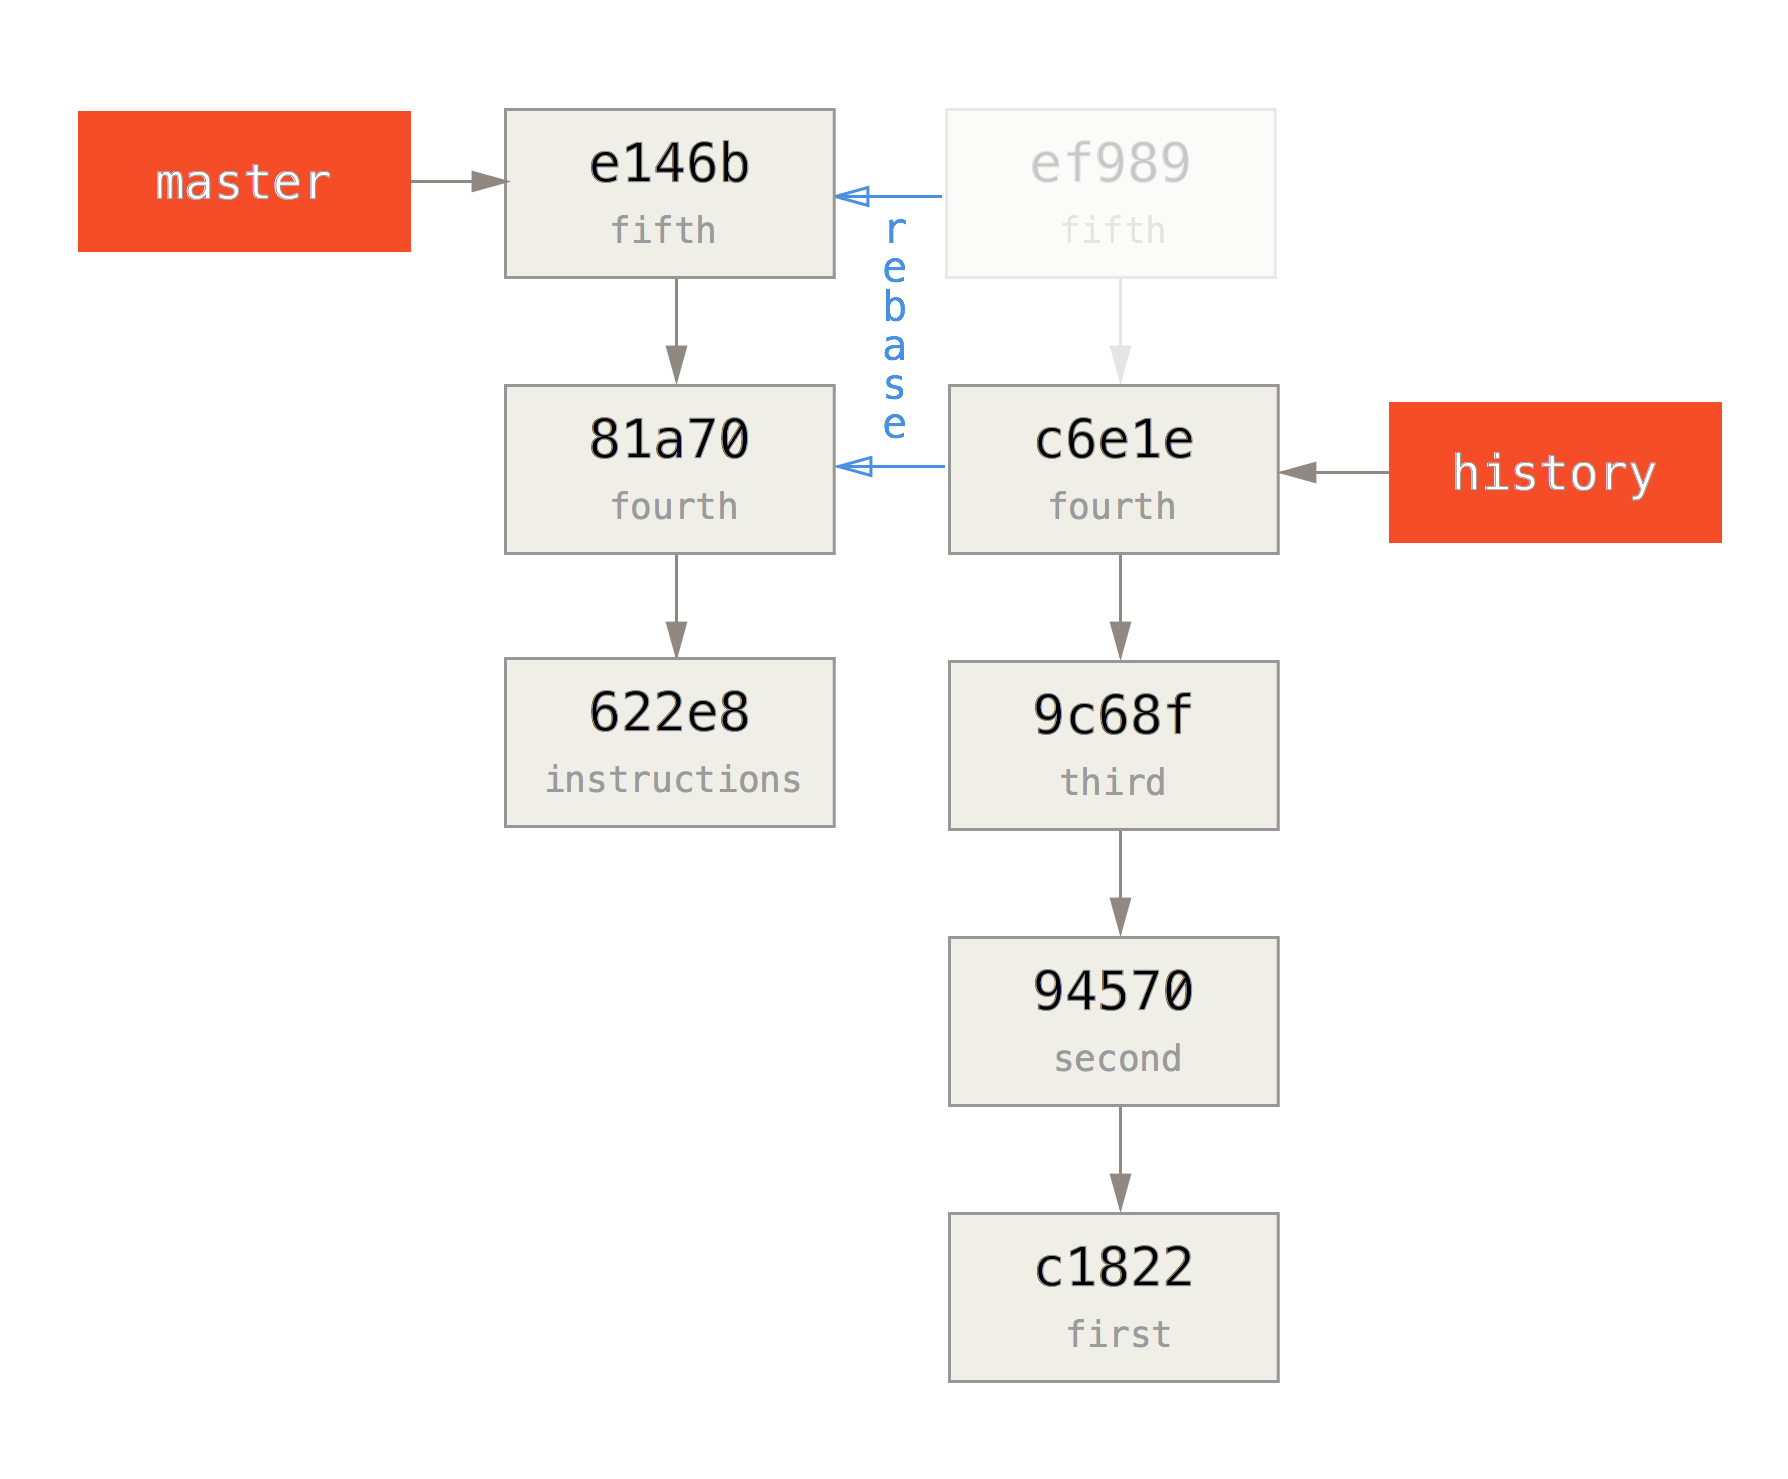 master
e146b
fifth
ef989
fifth
rebase
81a70
fourth
c6e1e
fourth
history
622e8
instructions
9c68f
third
94570
second
c1822
first